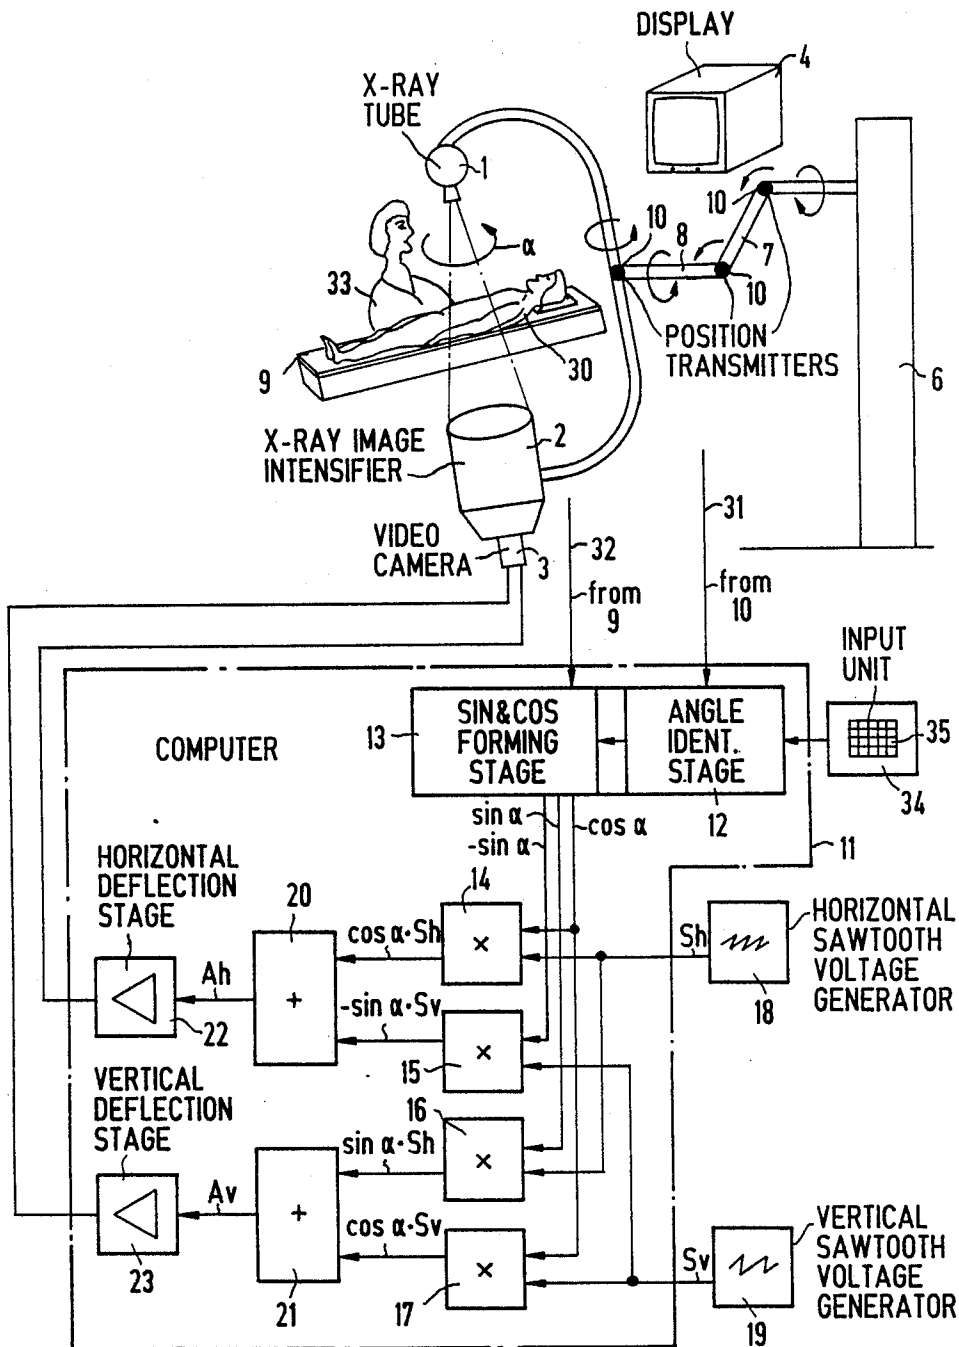 DISPLAY
4
X-RAY
TUBE
1
10
10
8
7
10
α
33
9
30
POSITION
TRANSMITTERS
6
X-RAY IMAGE
INTENSIFIER
2
VIDEO
CAMERA
3
32
31
from
9
from
10
INPUT
UNIT
35
34
COMPUTER
13
SIN&COS
FORMING
STAGE
ANGLE
IDENT.
STAGE
12
11
sin α
-sin α
cos α
HORIZONTAL
DEFLECTION
STAGE
20
14
cos α·Sh
×
Sh
HORIZONTAL
SAWTOOTH
VOLTAGE
GENERATOR
18
Ah
+
-sin α·Sv
22
15
×
VERTICAL
DEFLECTION
STAGE
16
sin α·Sh
×
Av
+
cos α·Sv
23
21
17
×
Sv
VERTICAL
SAWTOOTH
VOLTAGE
GENERATOR
19